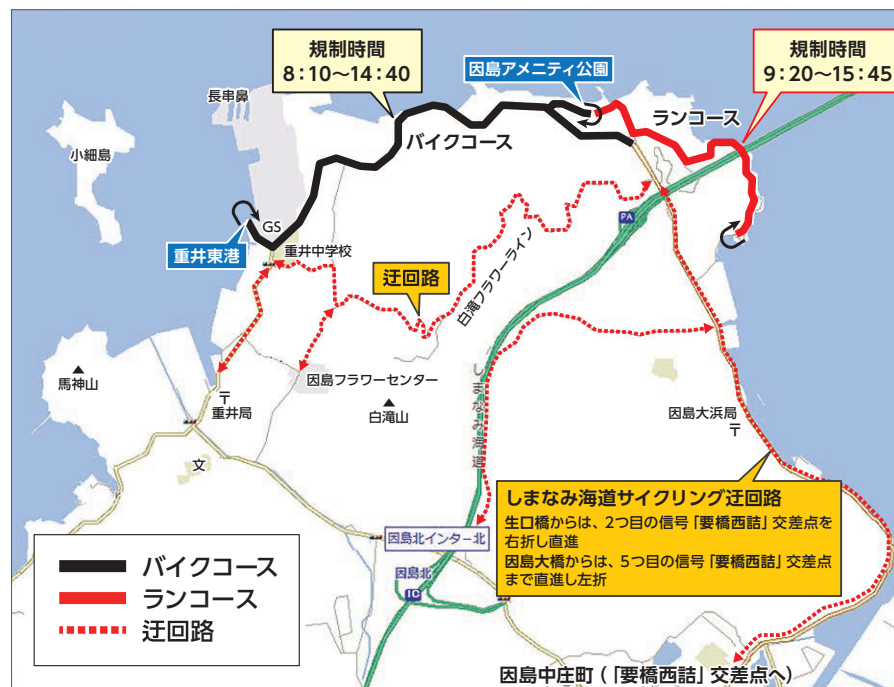 規制時間
8：10～14：40
因島アメニティ公園
規制時間
9：20～15：45
長串鼻
ランコース
バイクコース
小細島
GS
重井東港
重井中学校
PA
迂回路
白滝フラワーライン
馬神山
因島フラワーセンター
〒
重井局
白滝山
しまなみ海道
因島大浜局
〒
文
しまなみ海道サイクリング迂回路
生口橋からは、2つ目の信号「要橋西詰」交差点を
右折し直進
因島大橋からは、5つ目の信号「要橋西詰」交差点
まで直進し左折
因島北インター北
因島北
IC
バイクコース
ランコース
迂回路
因島中庄町（「要橋西詰」交差点へ）